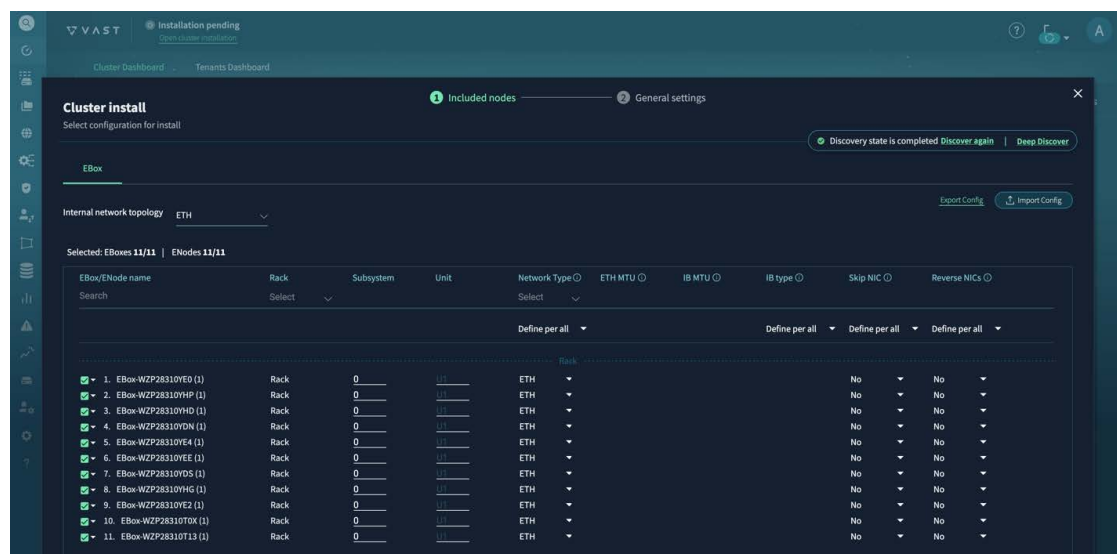 VAST
Installation pending
Open cluster installation
A
Cluster Dashboard
Tenants Dashboard
Cluster install
Select configuration for install
1 Included nodes
2 General settings
Discovery state is completed Discover again | Deep Discover
EBox
Export Config
Import Config
Internal network topology ETH
Selected: EBoxes 11/11 | ENodes 11/11
EBox/ENode name Rack Subsystem Unit Network Type ETH MTU IB MTU IB type Skip NIC Reverse NICs
Search Select Select
Define per all Define per all Define per all Define per all
Rack
1. EBox-WZP28310YE0 (1) Rack 0 U1 ETH No No
2. EBox-WZP28310YHP (1) Rack 0 U1 ETH No No
3. EBox-WZP28310YHD (1) Rack 0 U1 ETH No No
4. EBox-WZP28310YDN (1) Rack 0 U1 ETH No No
5. EBox-WZP28310YE4 (1) Rack 0 U1 ETH No No
6. EBox-WZP28310YEE (1) Rack 0 U1 ETH No No
7. EBox-WZP28310YDS (1) Rack 0 U1 ETH No No
8. EBox-WZP28310YHG (1) Rack 0 U1 ETH No No
9. EBox-WZP28310YE2 (1) Rack 0 U1 ETH No No
10. EBox-WZP28310T0X (1) Rack 0 U1 ETH No No
11. EBox-WZP28310T13 (1) Rack 0 U1 ETH No No